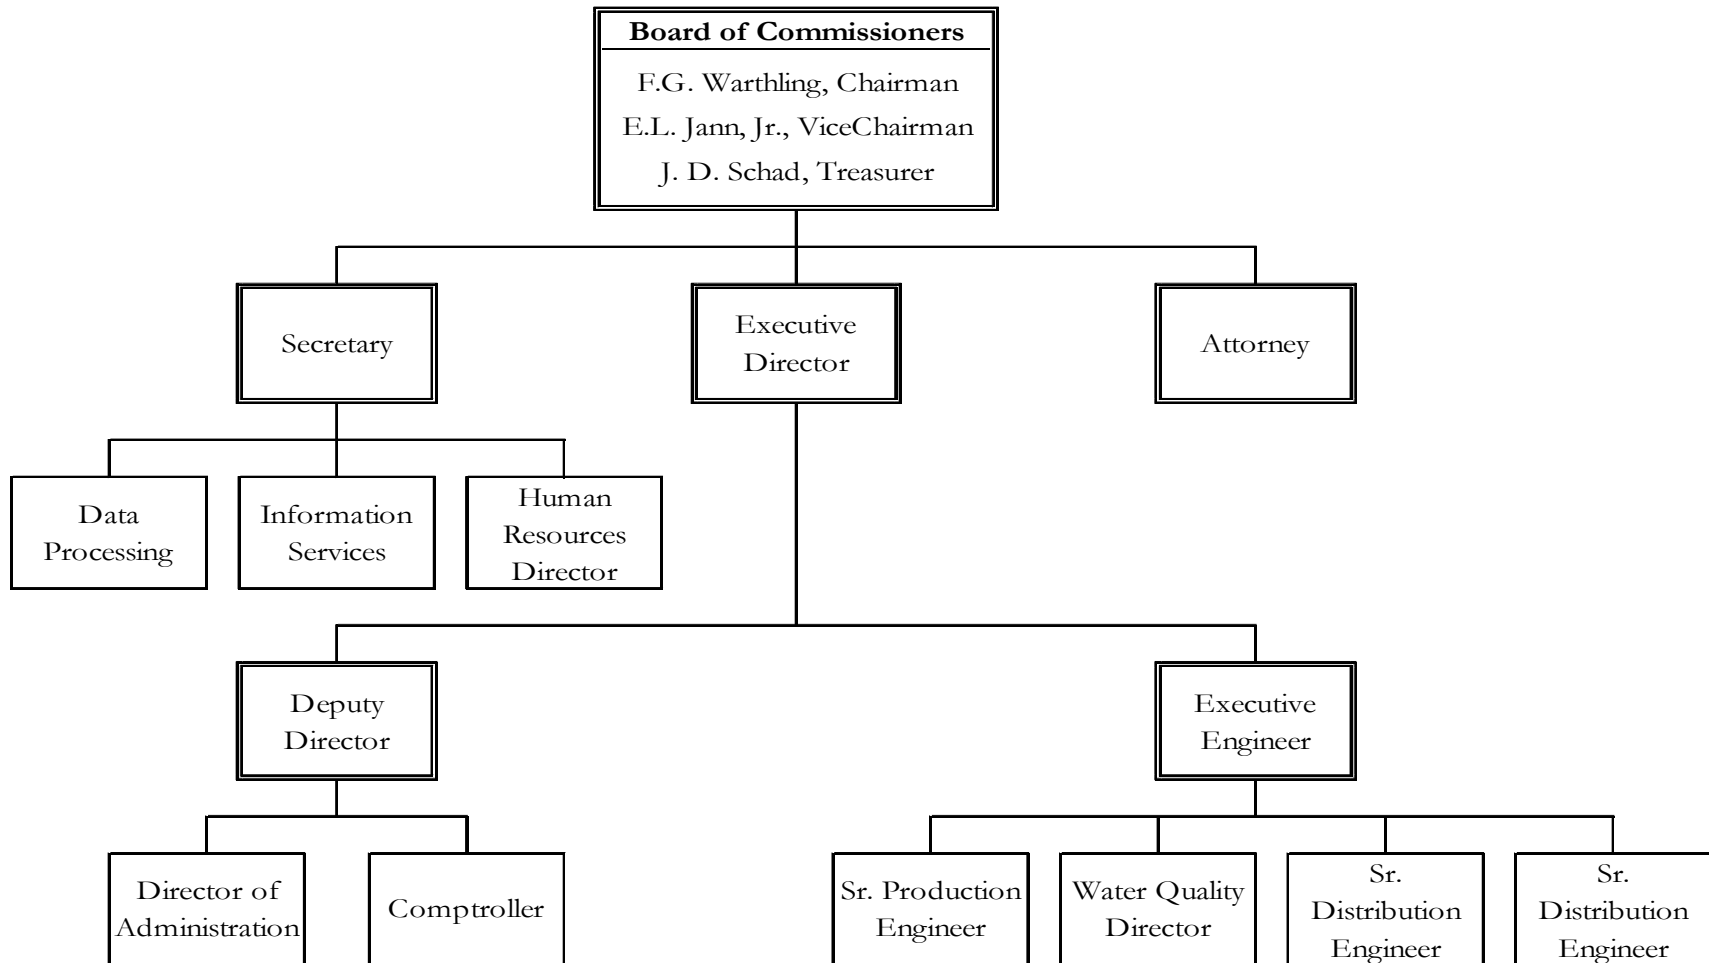 Board of Commissioners
F.G. Warthling, Chairman
E.L. Jann, Jr., ViceChairman
J. D. Schad, Treasurer
Secretary
Executive
Director
Attorney
Data
Processing
Information
Services
Human
Resources
Director
Deputy
Director
Executive
Engineer
Director of
Administration
Comptroller
Sr. Production
Engineer
Water Quality
Director
Sr.
Distribution
Engineer
Sr.
Distribution
Engineer